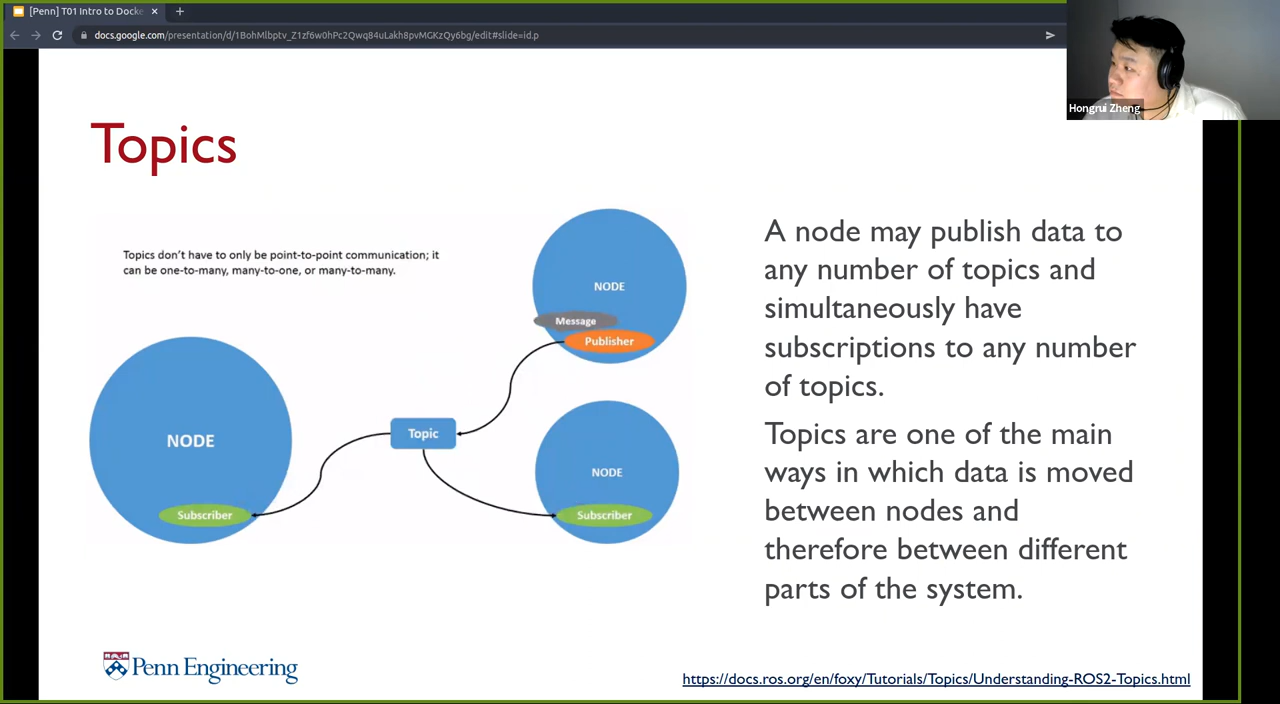 [Penn] T01 Intro to Docke
docs.google.com/presentation/d/1BohMlbptv_Z1zf6w0hPc2Qwq84uLakh8pvMGKzQy6bg/edit#slide=id.p
Hongrui Zheng
Topics
Topics don't have to only be point-to-point communication; it
can be one-to-many, many-to-one, or many-to-many.
NODE
Message
Publisher
NODE
Topic
NODE
Subscriber
Subscriber
A node may publish data to
any number of topics and
simultaneously have
subscriptions to any number
of topics.
Topics are one of the main
ways in which data is moved
between nodes and
therefore between different
parts of the system.
Penn Engineering
https://docs.ros.org/en/foxy/Tutorials/Topics/Understanding-ROS2-Topics.html